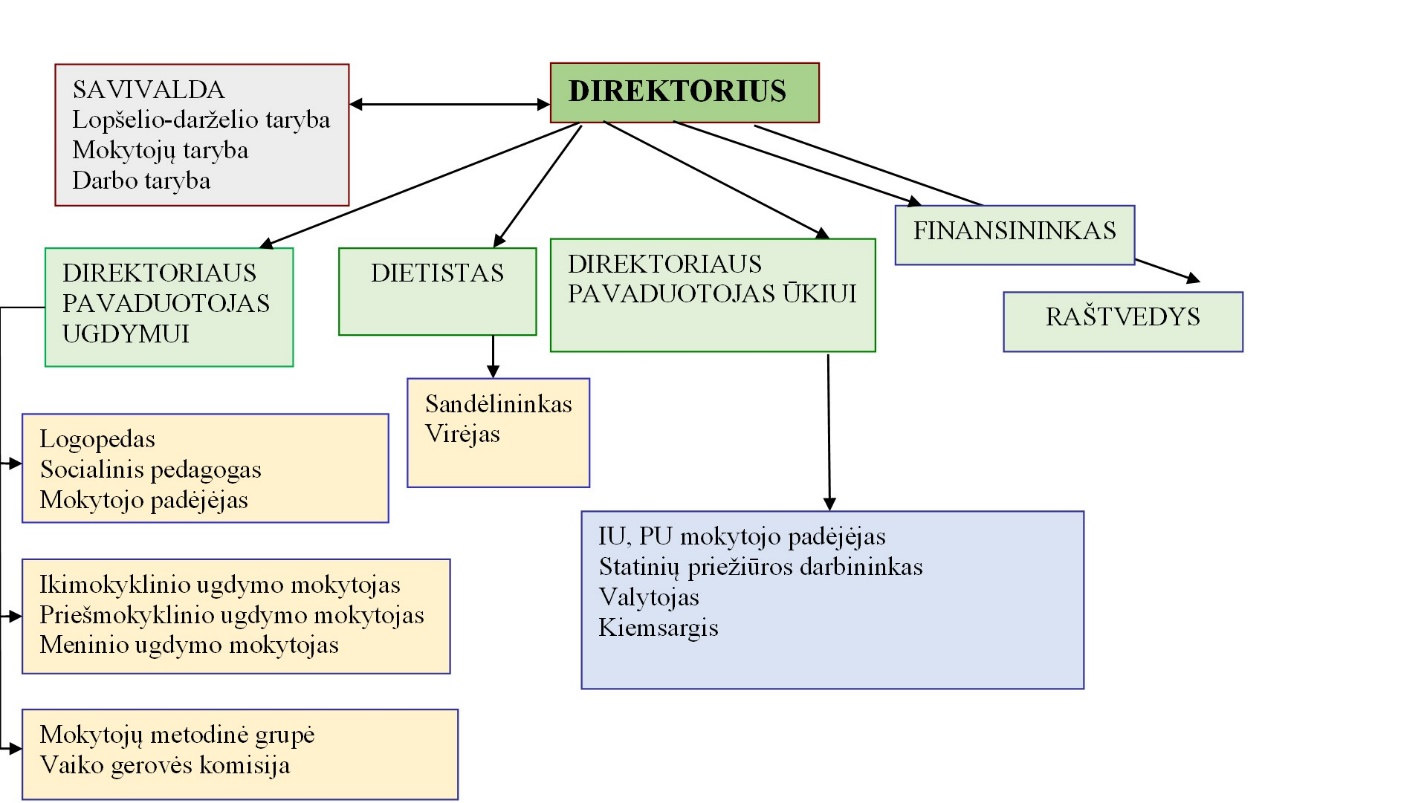 SAVIVALDA
Lopšelio-darželio taryba
Mokytojų taryba
Darbo taryba
DIREKTORIUS
DIREKTORIAUS
PAVADUOTOJAS
UGDYMUI
DIETISTAS
DIREKTORIAUS
PAVADUOTOJAS ŪKIUI
FINANSININKAS
RAŠTVEDYS
Sandėlininkas
Virėjas
Logopedas
Socialinis pedagogas
Mokytojo padėjėjas
IU, PU mokytojo padėjėjas
Statinių priežiūros darbininkas
Valytojas
Kiemsargis
Ikimokyklinio ugdymo mokytojas
Priešmokyklinio ugdymo mokytojas
Meninio ugdymo mokytojas
Mokytojų metodinė grupė
Vaiko gerovės komisija